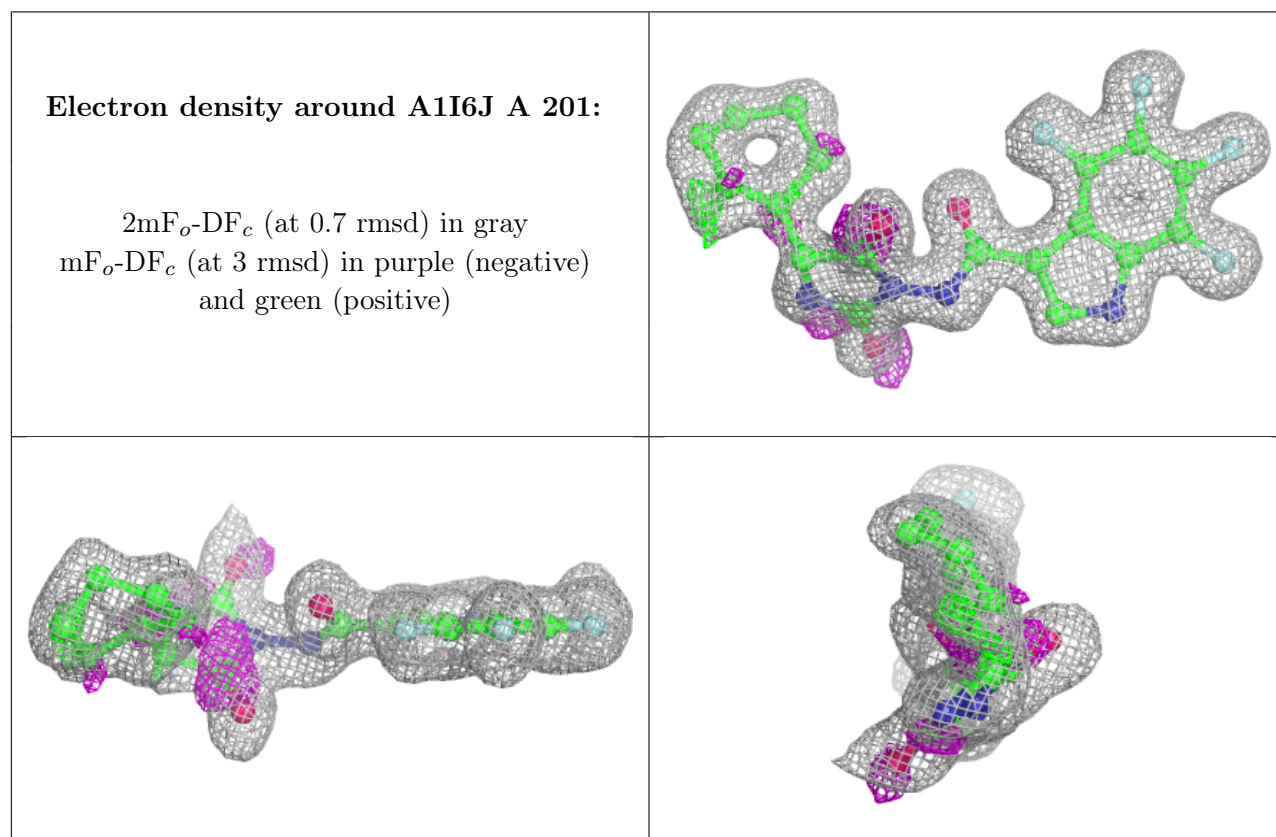 Electron density around A1I6J A 201:
2mFo-DFc (at 0.7 rmsd) in gray
mFo-DFc (at 3 rmsd) in purple (negative)
and green (positive)